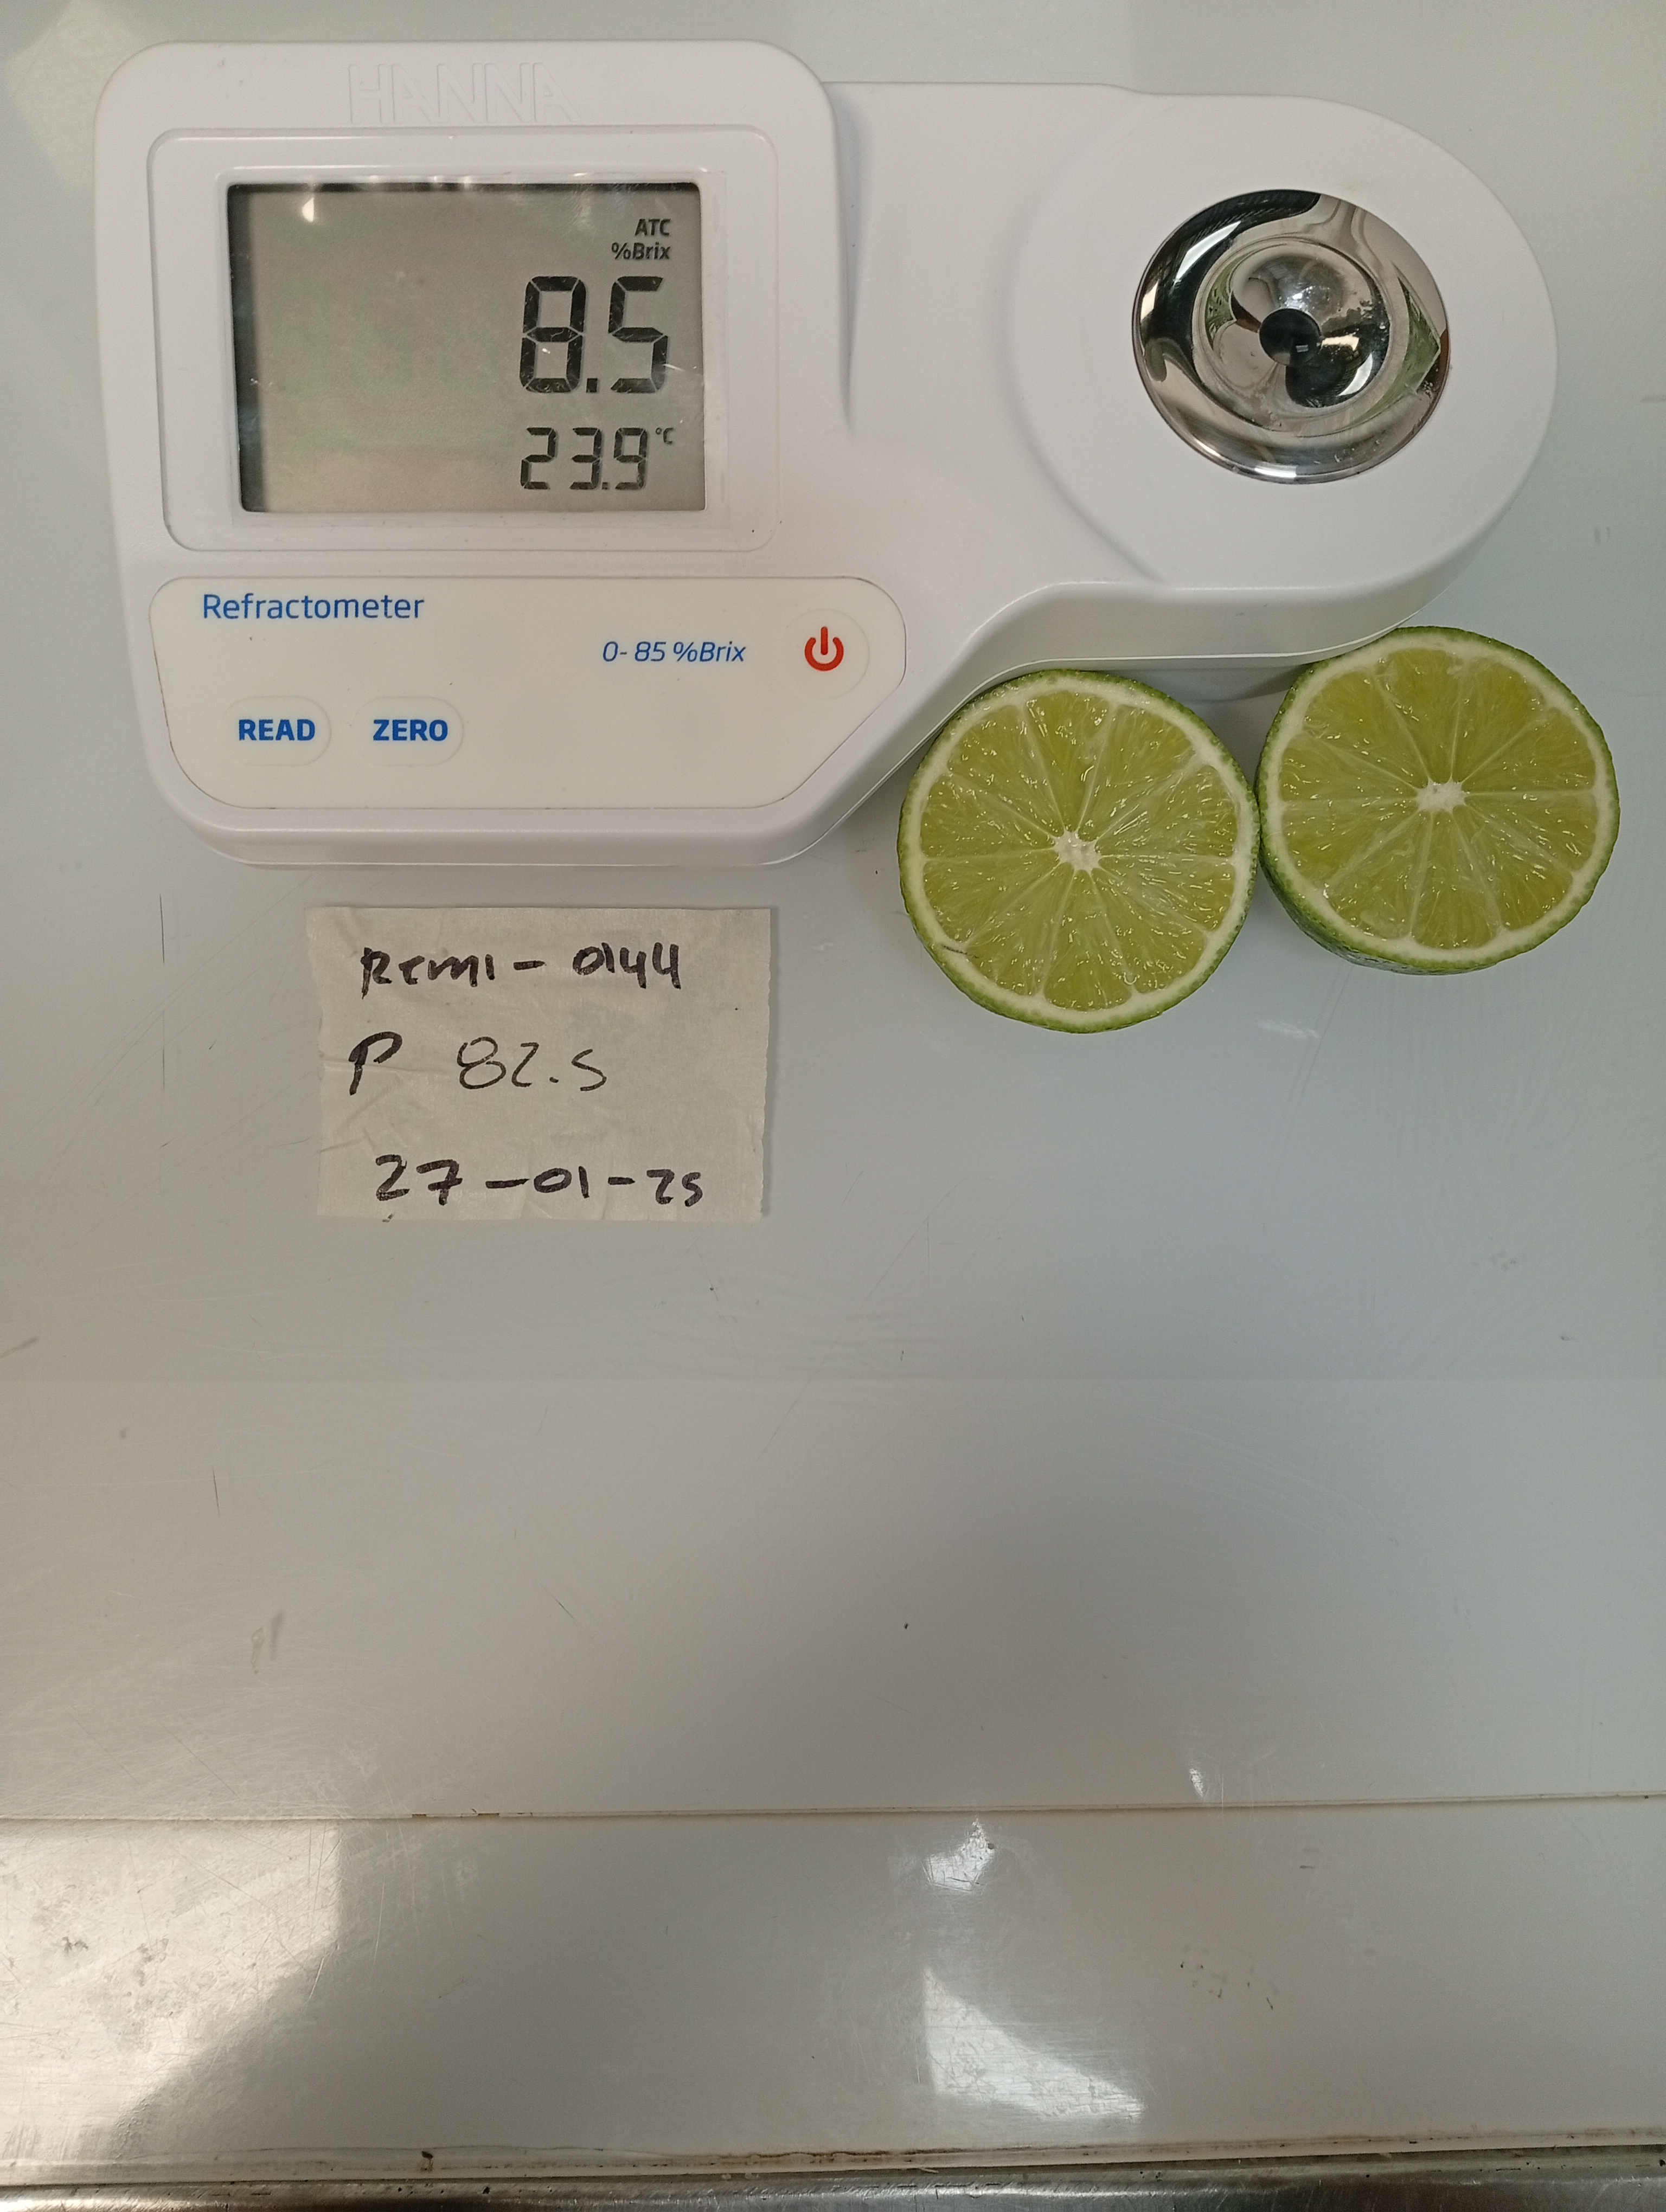 HANNA
ATC
%Brix
8.5
23.9°C
Refractometer
0-85 %Brix
READ ZERO
Remi - 0144
P 82.5
27-01-25